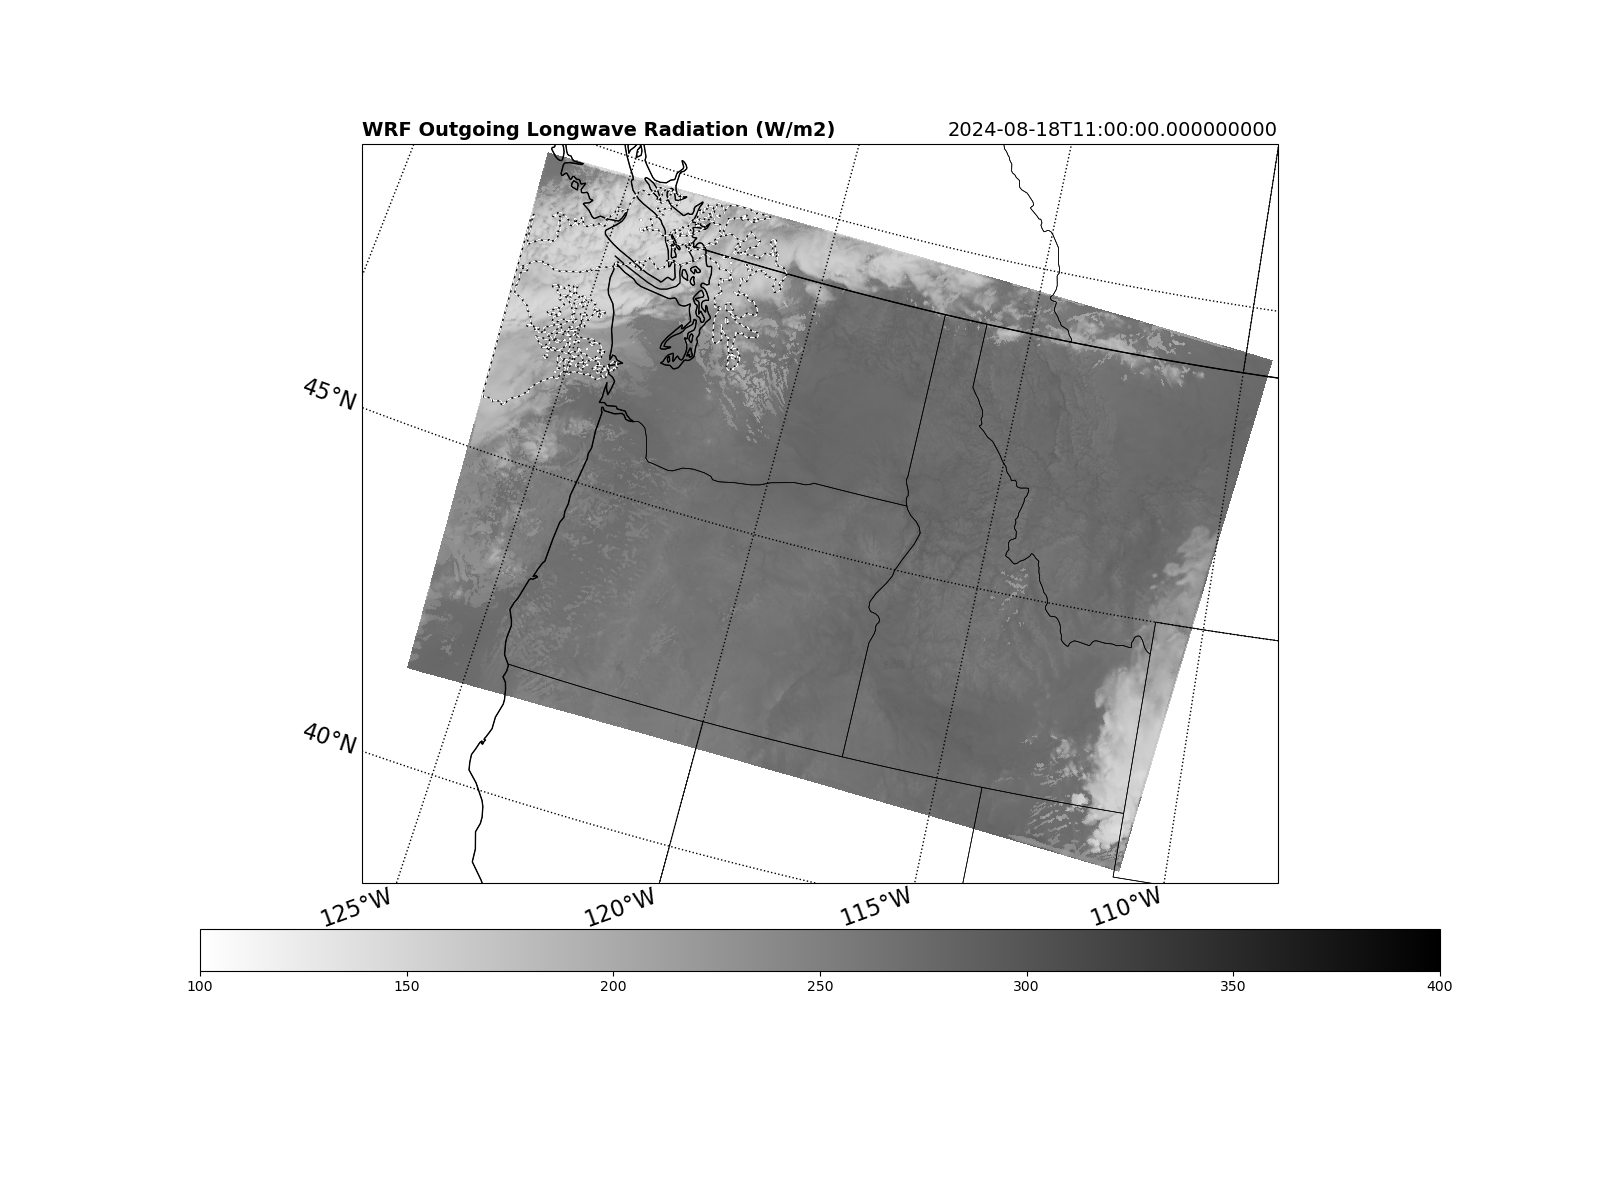 WRF Outgoing Longwave Radiation (W/m2) 2024-08-18T11:00:00.000000000
45°N
40°N
125°W 120°W 115°W 110°W
100 150 200 250 300 350 400